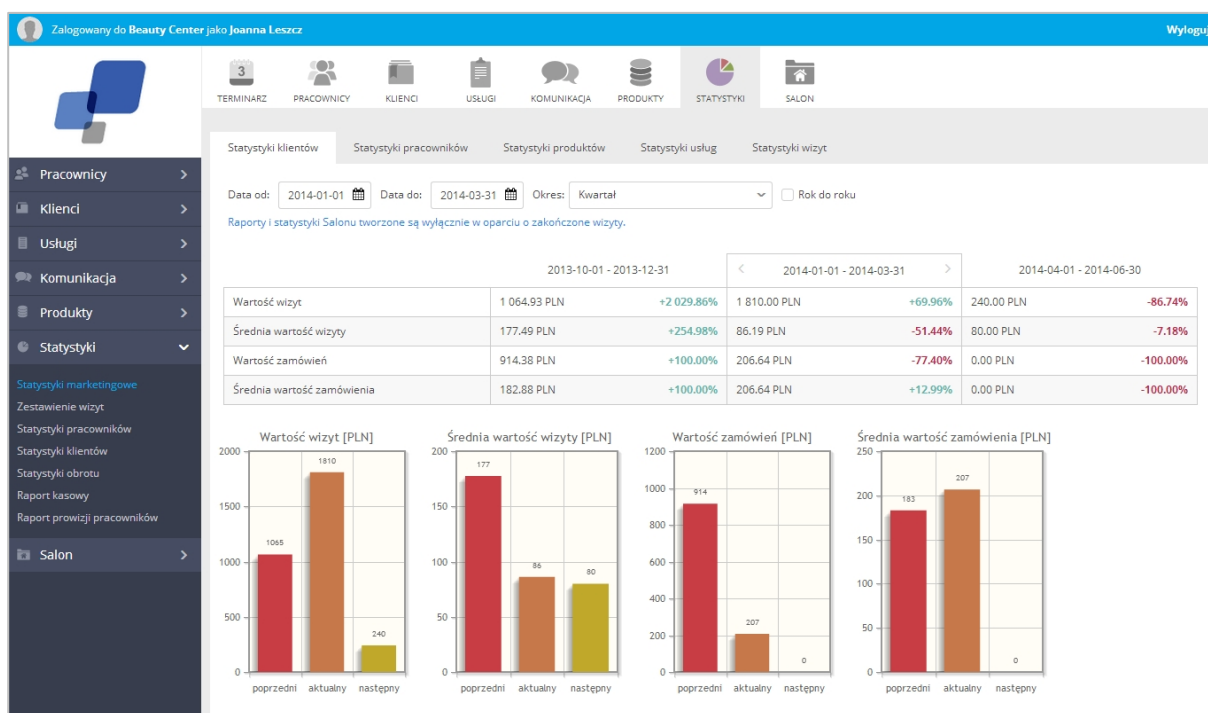 Zalogowany do Beauty Center jako Joanna Leszcz
Wyloguj
3
TERMINARZ PRACOWNICY KLIENCI USŁUGI KOMUNIKACJA PRODUKTY STATYSTYKI SALON
Pracownicy
Klienci
Usługi
Komunikacja
Produkty
Statystyki
Statystyki marketingowe
Zestawienie wizyt
Statystyki pracowników
Statystyki klientów
Statystyki obrotu
Raport kasowy
Raport prowizji pracowników
Salon
Statystyki klientów Statystyki pracowników Statystyki produktów Statystyki usług Statystyki wizyt
Data od: 2014-01-01 Data do: 2014-03-31 Okres: Kwartał Rok do roku
Raporty i statystyki Salonu tworzone są wyłącznie w oparciu o zakończone wizyty.
2013-10-01 - 2013-12-31 2014-01-01 - 2014-03-31 2014-04-01 - 2014-06-30
Wartość wizyt 1 064.93 PLN +2 029.86% 1 810.00 PLN +69.96% 240.00 PLN -86.74%
Średnia wartość wizyty 177.49 PLN +254.98% 86.19 PLN -51.44% 80.00 PLN -7.18%
Wartość zamówień 914.38 PLN +100.00% 206.64 PLN -77.40% 0.00 PLN -100.00%
Średnia wartość zamówienia 182.88 PLN +100.00% 206.64 PLN +12.99% 0.00 PLN -100.00%
Wartość wizyt [PLN]
2000
1500
1000
500
0
1065
1810
240
poprzedni aktualny następny
Średnia wartość wizyty [PLN]
200
150
100
50
0
177
86
80
poprzedni aktualny następny
Wartość zamówień [PLN]
1200
1000
800
600
400
200
0
914
207
0
poprzedni aktualny następny
Średnia wartość zamówienia [PLN]
250
200
150
100
50
0
183
207
0
poprzedni aktualny następny